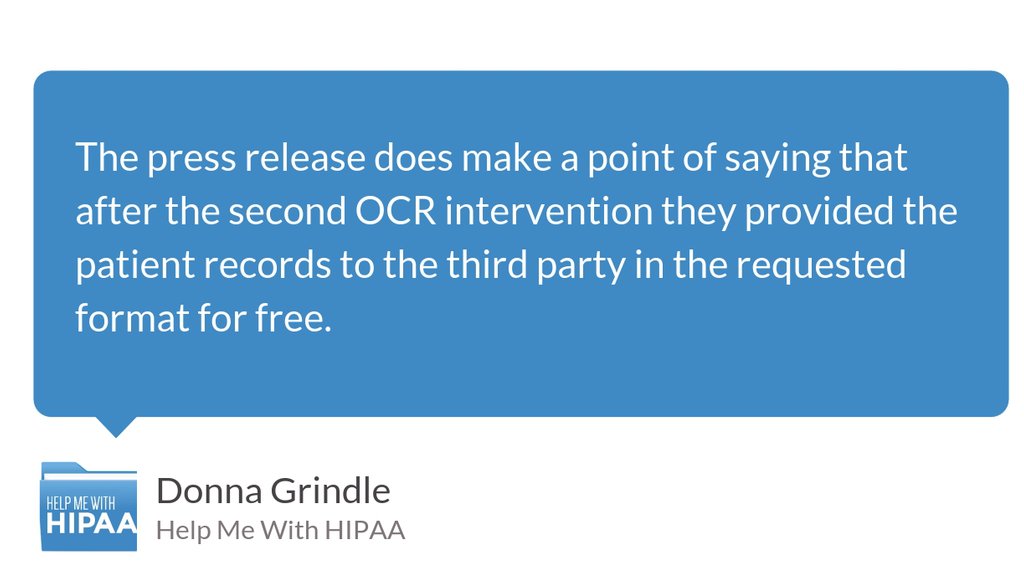 The press release does make a point of saying that
after the second OCR intervention they provided the
patient records to the third party in the requested
format for free.
HELP ME WITH
HIPAA
Donna Grindle
Help Me With HIPAA